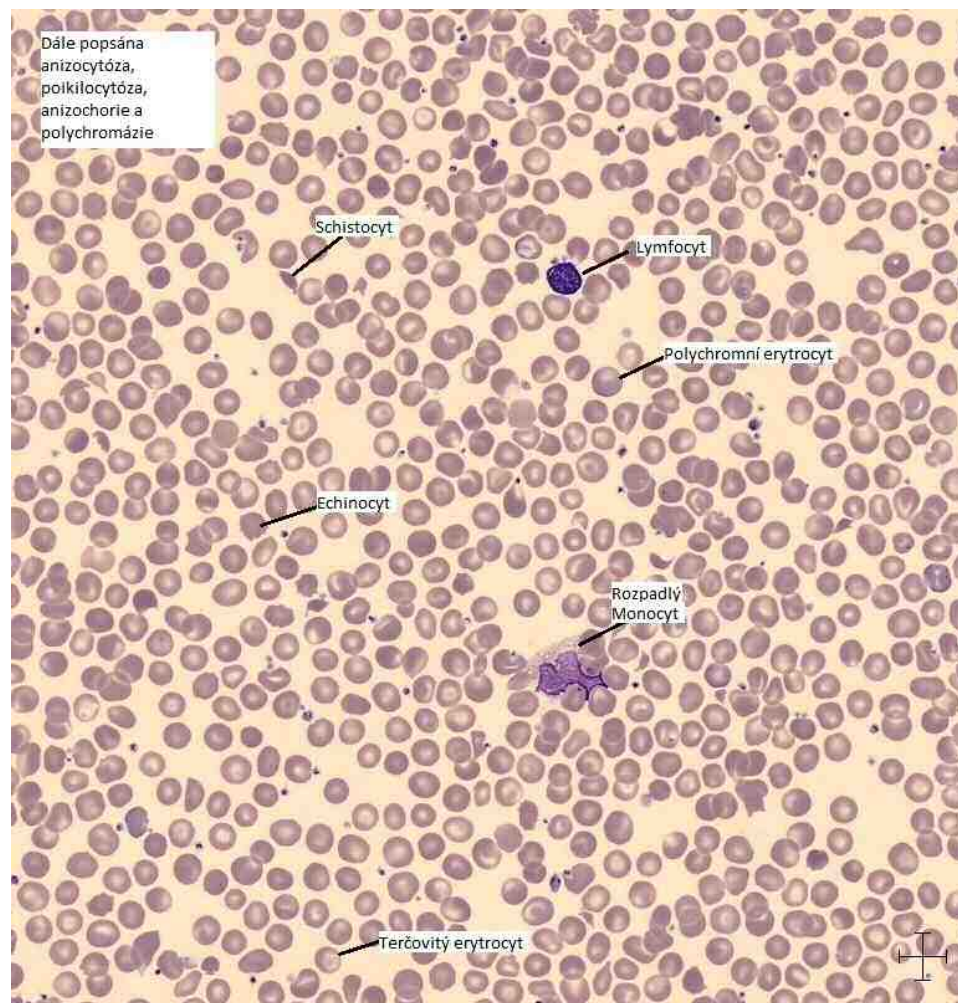 Dále popsána
anizocytóza,
poikilocytóza,
anizochorie a
polychromázie
Schistocyt
Lymfocyt
Polychromní erytrocyt
Echinocyt
Rozpadlý
Monocyt
Terčovitý erytrocyt